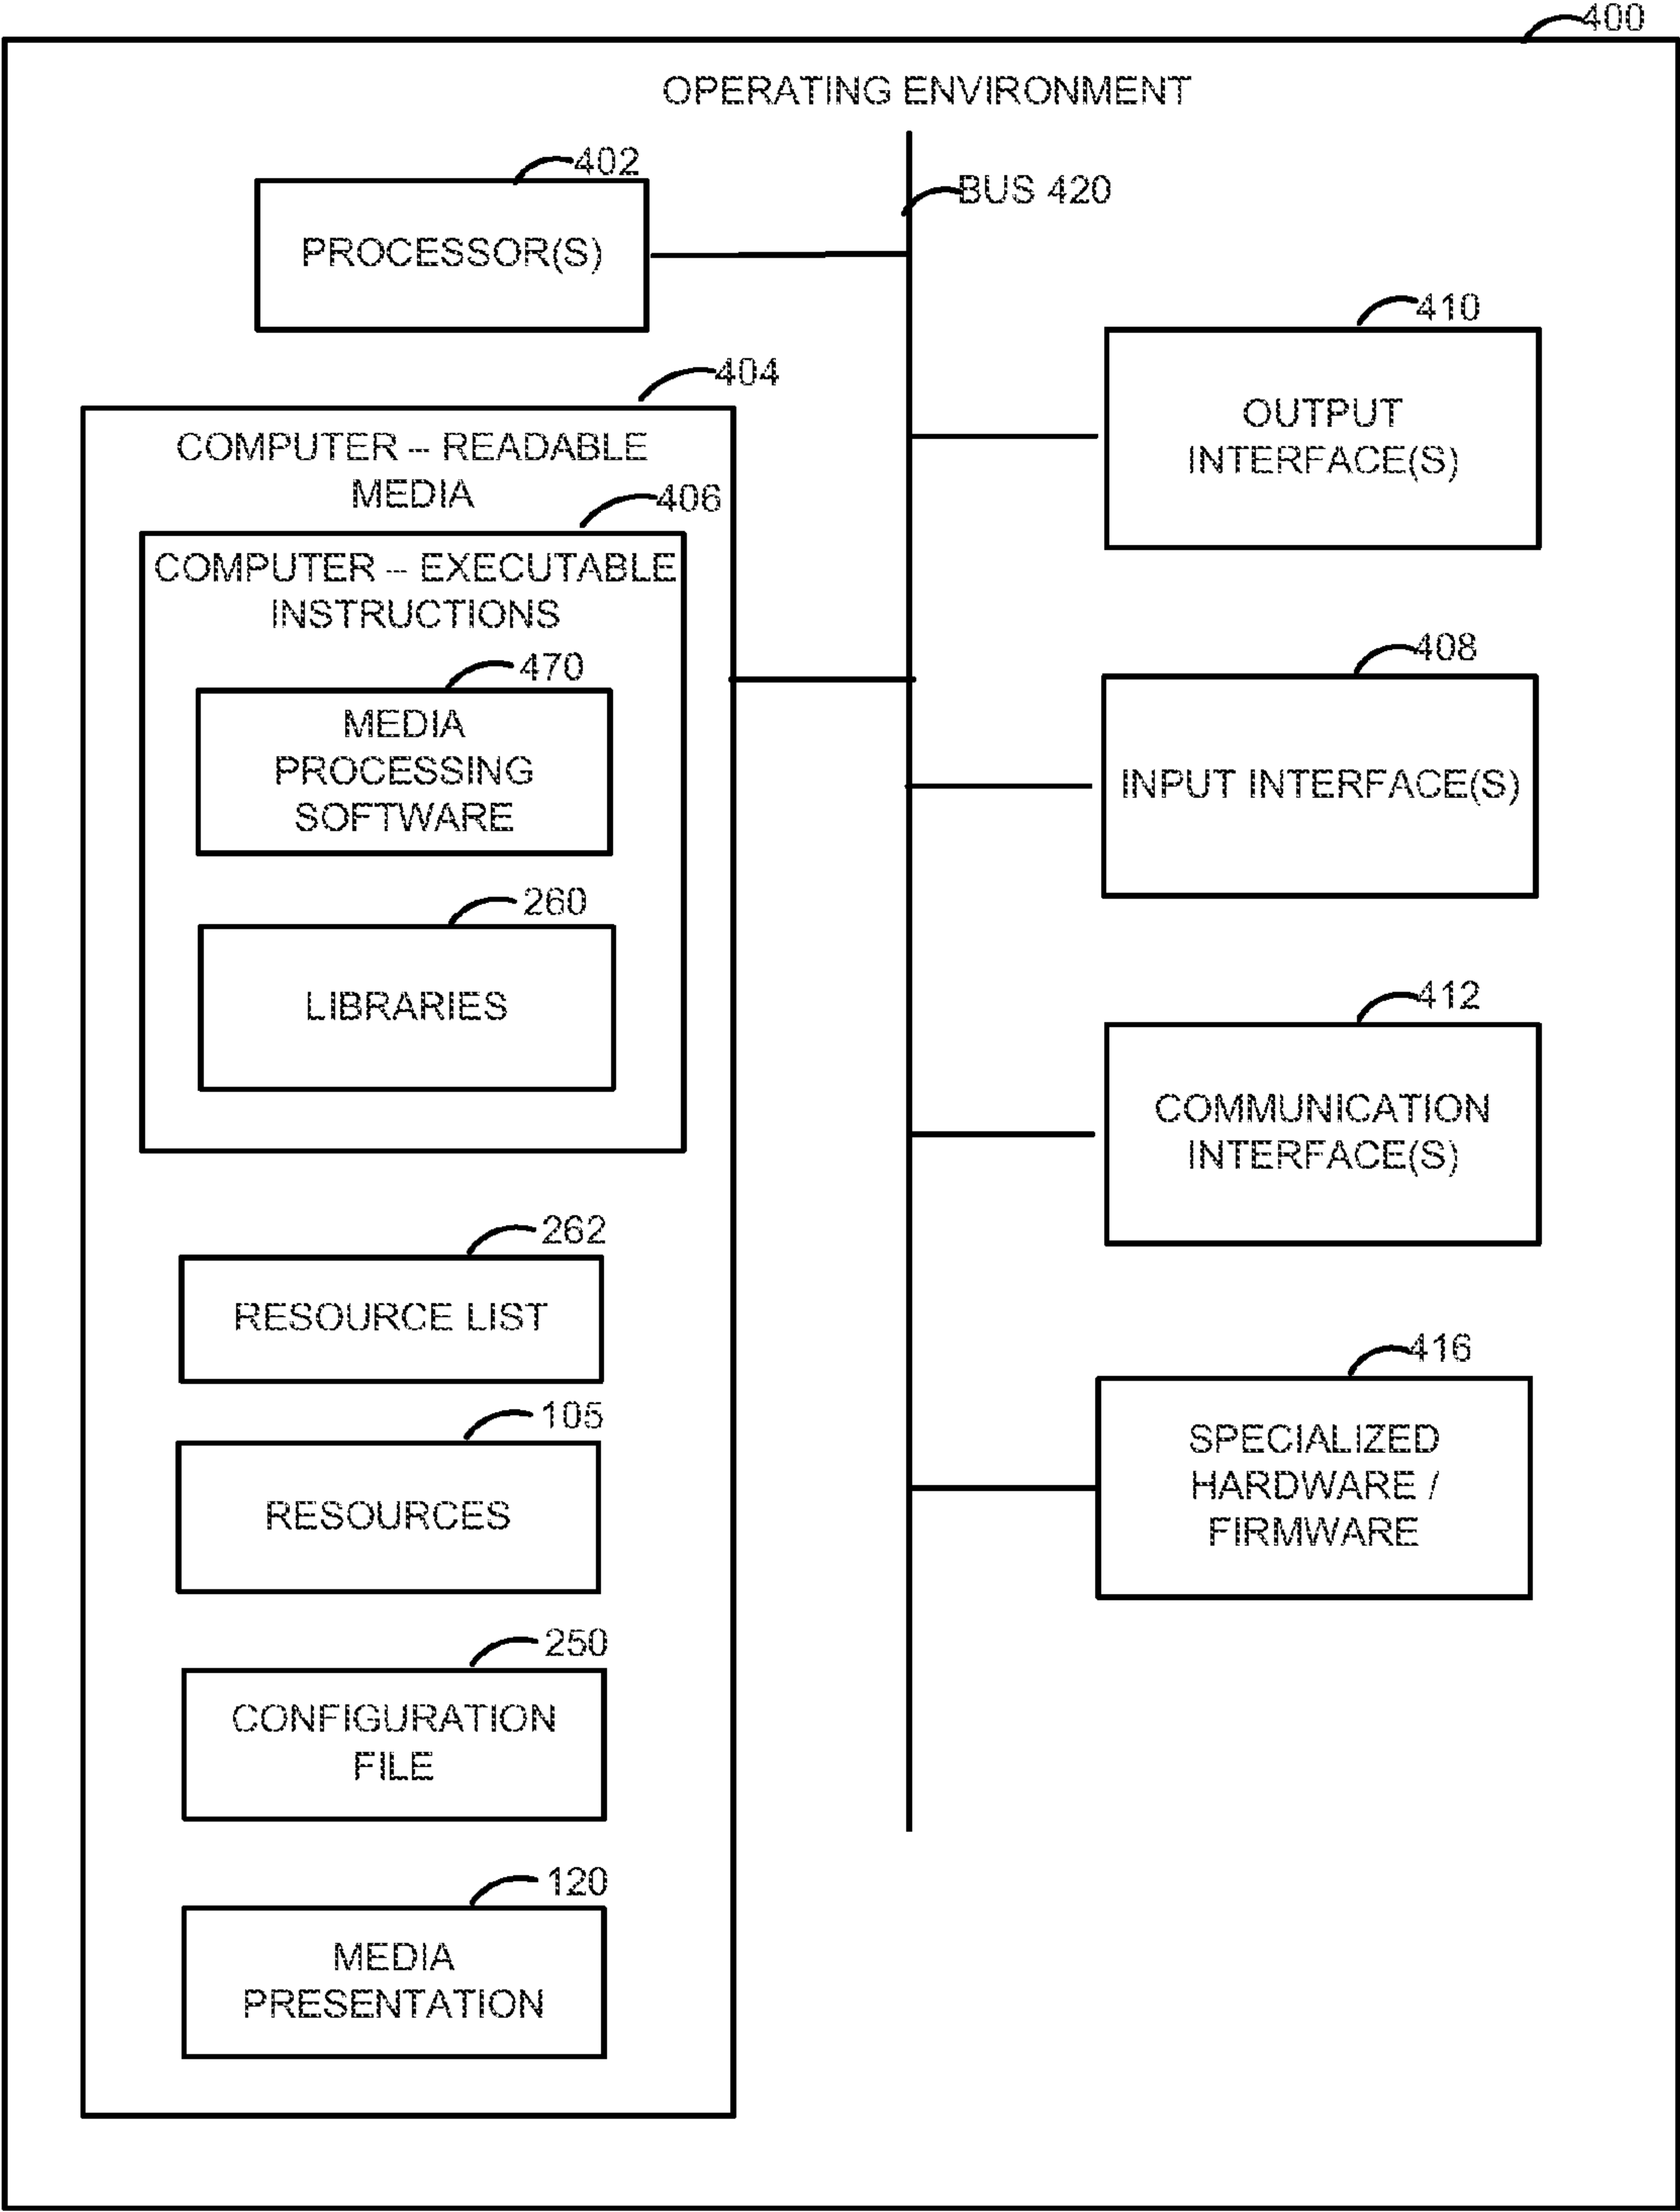 400
OPERATING ENVIRONMENT
402
PROCESSOR(S)
BUS 420
410
OUTPUT
INTERFACE(S)
404
COMPUTER -- READABLE
MEDIA
406
COMPUTER -- EXECUTABLE
INSTRUCTIONS
470
MEDIA
PROCESSING
SOFTWARE
260
LIBRARIES
408
INPUT INTERFACE(S)
412
COMMUNICATION
INTERFACE(S)
262
RESOURCE LIST
105
RESOURCES
416
SPECIALIZED
HARDWARE /
FIRMWARE
250
CONFIGURATION
FILE
120
MEDIA
PRESENTATION